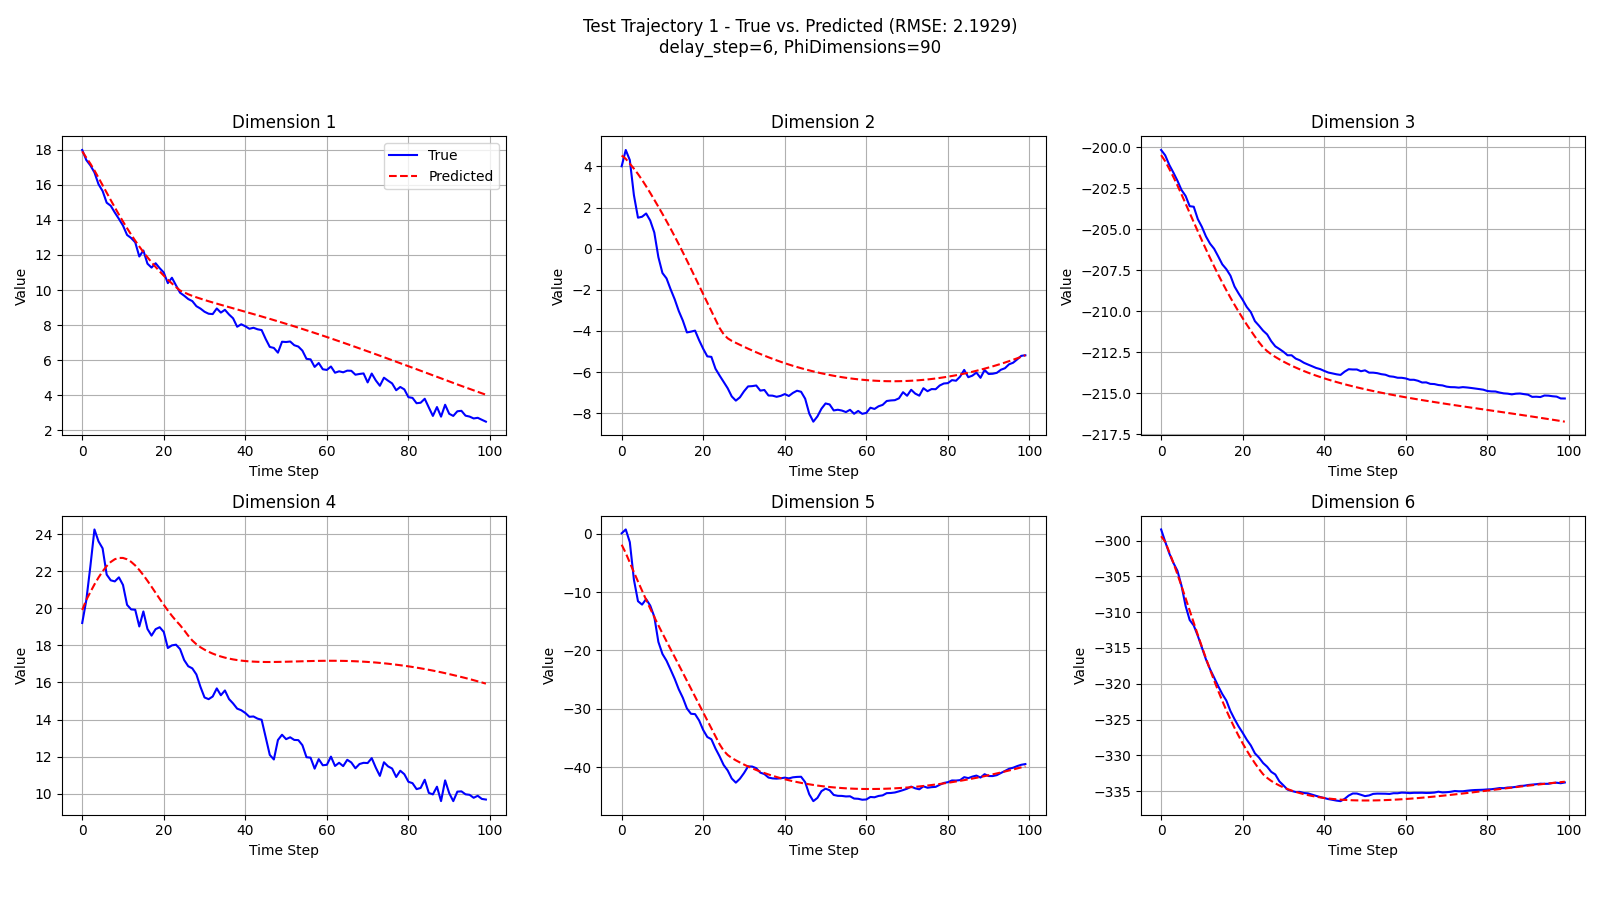 Test Trajectory 1 - True vs. Predicted (RMSE: 2.1929)
delay_step=6, PhiDimensions=90
Dimension 1
18
16
14
12
10
8
6
4
2
Value
0 20 40 60 80 100
Time Step
True
Predicted
Dimension 2
4
2
0
−2
−4
−6
−8
Value
0 20 40 60 80 100
Time Step
Dimension 3
−200.0
−202.5
−205.0
−207.5
−210.0
−212.5
−215.0
−217.5
Value
0 20 40 60 80 100
Time Step
Dimension 4
24
22
20
18
16
14
12
10
Value
0 20 40 60 80 100
Time Step
Dimension 5
0
−10
−20
−30
−40
Value
0 20 40 60 80 100
Time Step
Dimension 6
−300
−305
−310
−315
−320
−325
−330
−335
Value
0 20 40 60 80 100
Time Step